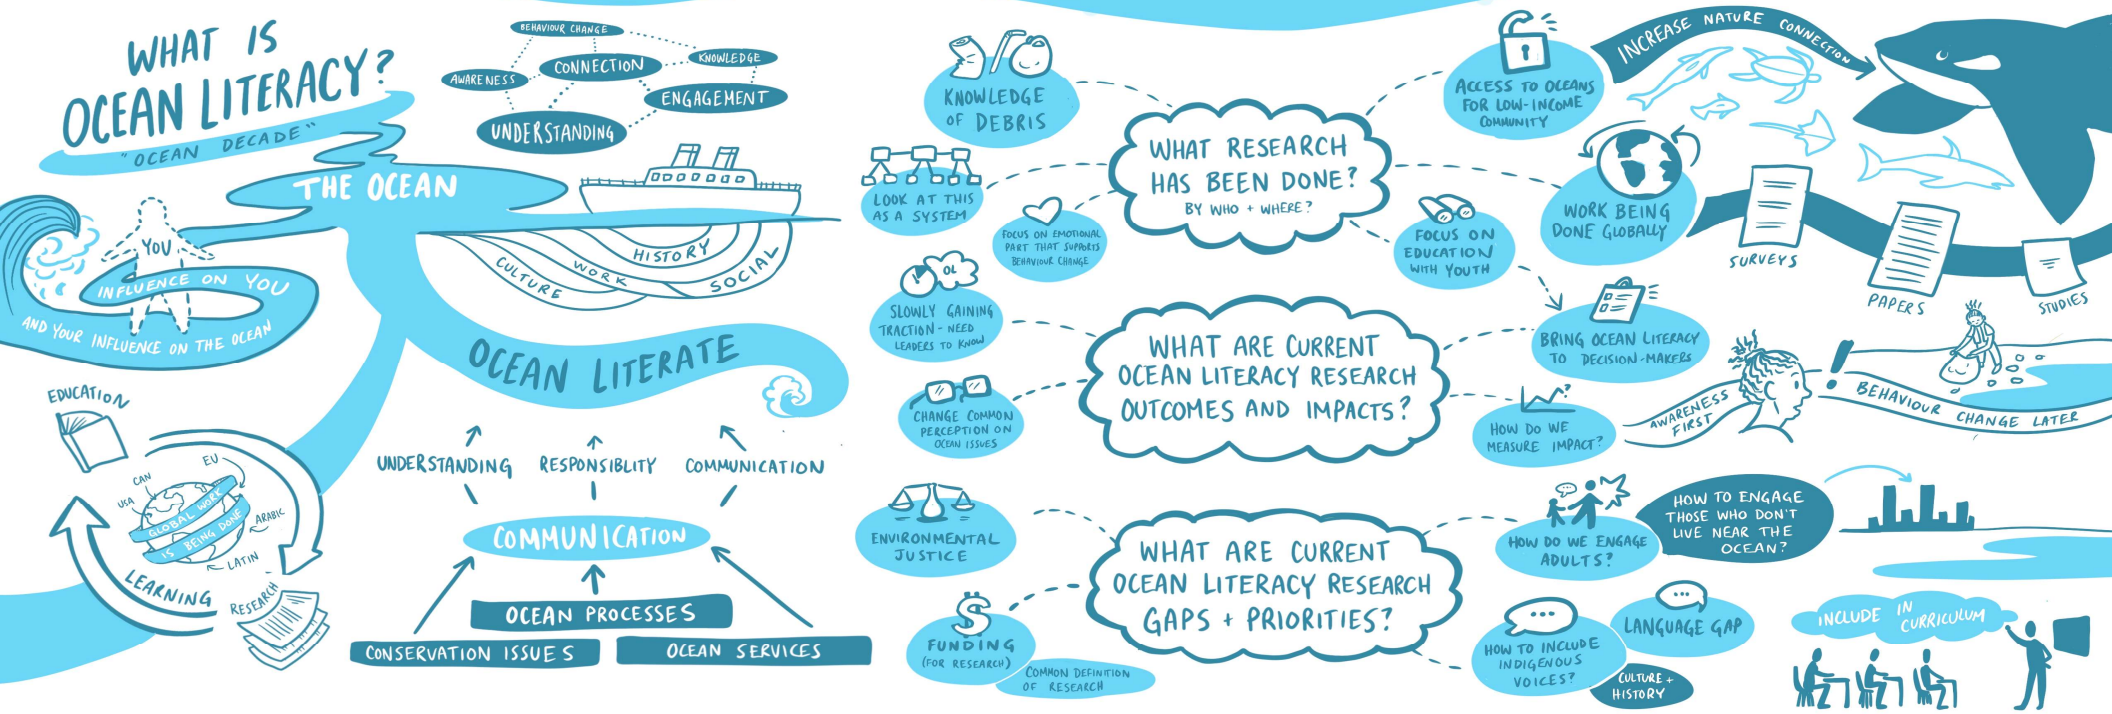 WHAT IS
OCEAN LITERACY?
"OCEAN DECADE"
BEHAVIOUR CHANGE
CONNECTION
KNOWLEDGE
AWARENESS
ENGAGEMENT
UNDERSTANDING
THE OCEAN
YOU
INFLUENCE ON YOU
AND YOUR INFLUENCE ON THE OCEAN
CULTURE
WORK
HISTORY
SOCIAL
OCEAN LITERATE
EDUCATION
CAN
USA
EU
ARABIC
LATIN
GLOBAL WORK
IS BEING DONE
LEARNING
RESEARCH
UNDERSTANDING
RESPONSIBLITY
COMMUNICATION
COMMUNICATION
OCEAN PROCESSES
CONSERVATION ISSUES
OCEAN SERVICES
KNOWLEDGE
OF DEBRIS
LOOK AT THIS
AS A SYSTEM
FOCUS ON EMOTIONAL
PART THAT SUPPORTS
BEHAVIOUR CHANGE
WHAT RESEARCH
HAS BEEN DONE?
BY WHO + WHERE?
ACCESS TO OCEANS
FOR LOW-INCOME
COMMUNITY
WORK BEING
DONE GLOBALLY
FOCUS ON
EDUCATION
WITH YOUTH
INCREASE NATURE CONNECTION
SURVEYS
PAPERS
STUDIES
OL
SLOWLY GAINING
TRACTION - NEED
LEADERS TO KNOW
CHANGE COMMON
PERCEPTION ON
OCEAN ISSUES
WHAT ARE CURRENT
OCEAN LITERACY RESEARCH
OUTCOMES AND IMPACTS?
BRING OCEAN LITERACY
TO DECISION-MAKERS
?
HOW DO WE
MEASURE IMPACT?
AWARENESS
FIRST
!
BEHAVIOUR CHANGE LATER
ENVIRONMENTAL
JUSTICE
$
FUNDING
(FOR RESEARCH)
COMMON DEFINITION
OF RESEARCH
WHAT ARE CURRENT
OCEAN LITERACY RESEARCH
GAPS + PRIORITIES?
HOW DO WE ENGAGE
ADULTS?
HOW TO ENGAGE
THOSE WHO DON'T
LIVE NEAR THE
OCEAN?
HOW TO INCLUDE
INDIGENOUS
VOICES?
LANGUAGE GAP
CULTURE +
HISTORY
INCLUDE IN
CURRICULUM